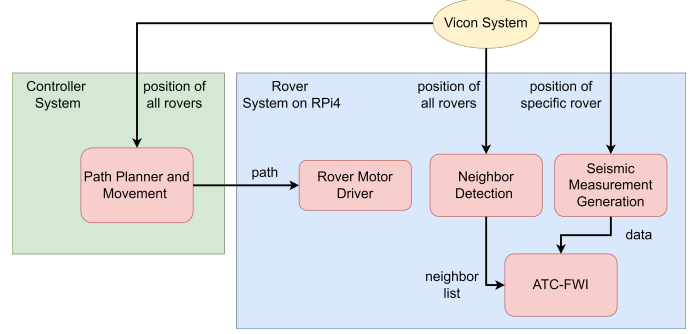 Vicon System
Controller
System
position of
all rovers
Rover
System on RPi4
position of
all rovers
position of
specific rover
Path Planner and
Movement
path
Rover Motor
Driver
Neighbor
Detection
Seismic
Measurement
Generation
data
neighbor
list
ATC-FWI